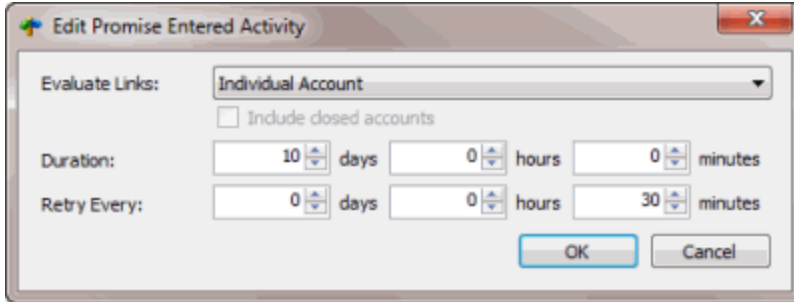 Edit Promise Entered Activity
Evaluate Links: Individual Account
Include closed accounts
Duration: 10 days 0 hours 0 minutes
Retry Every: 0 days 0 hours 30 minutes
OK Cancel